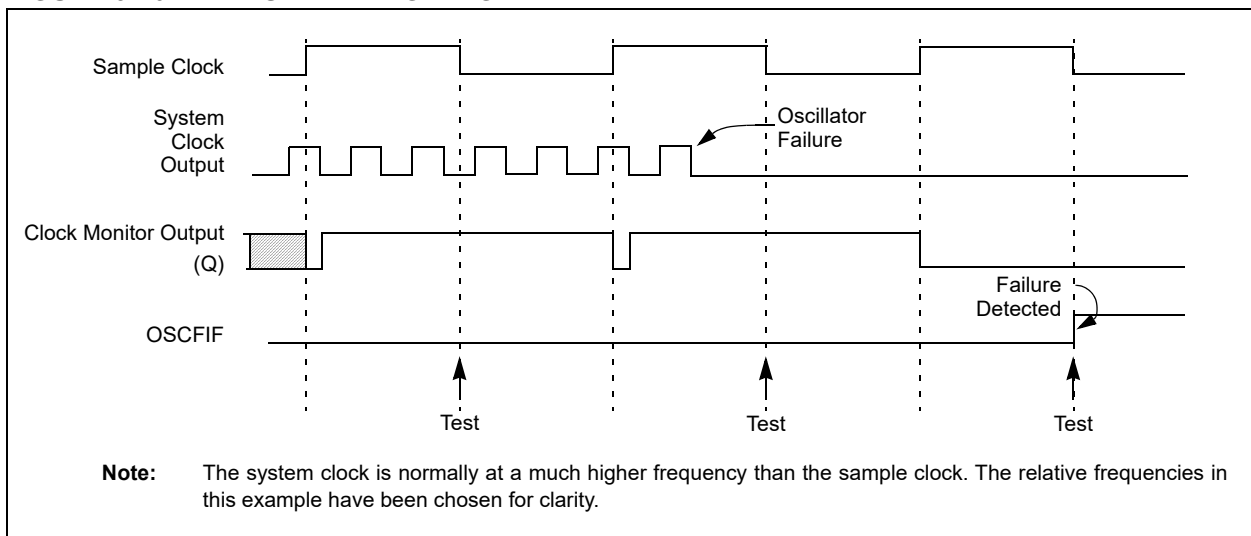 Sample Clock
System
Clock
Output
Oscillator
Failure
Clock Monitor Output
(Q)
Failure
Detected
OSCFIF
Test
Test
Test
Note: The system clock is normally at a much higher frequency than the sample clock. The relative frequencies in
this example have been chosen for clarity.